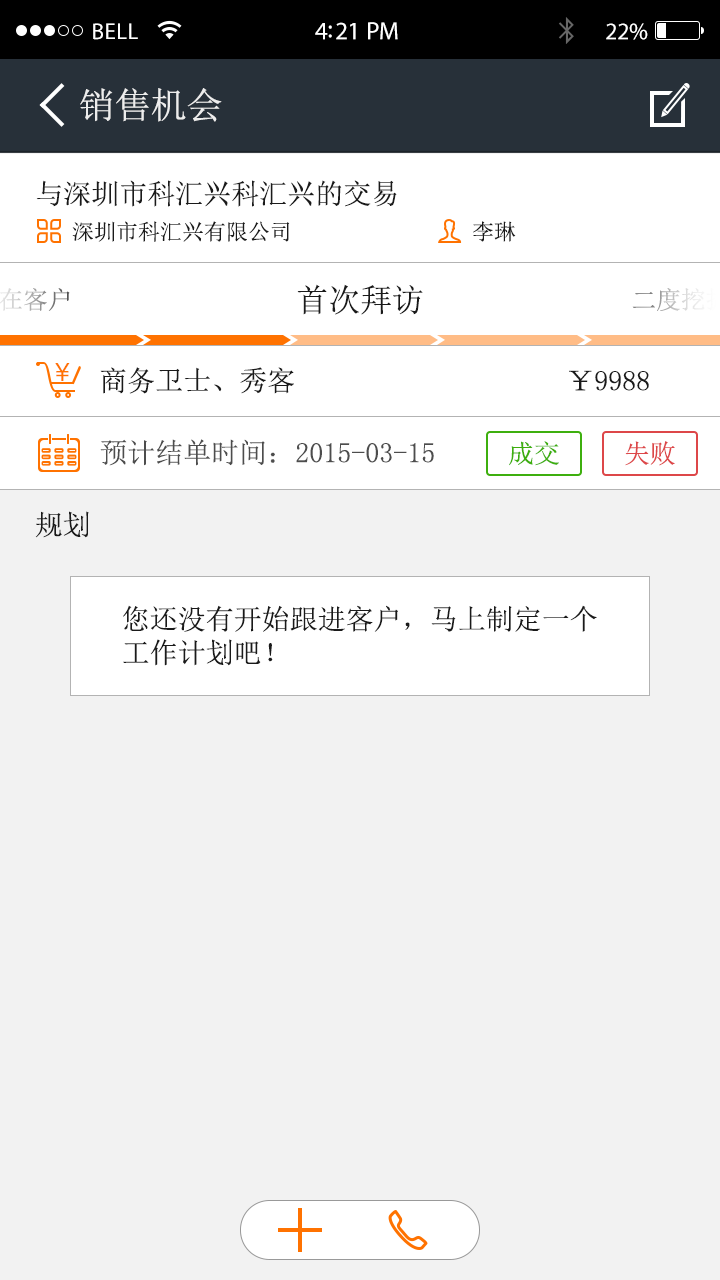 BELL 4:21 PM 22%
销售机会
与深圳市科汇兴科汇兴的交易
深圳市科汇兴有限公司 李琳
在客户 首次拜访 二度挖
商务卫士、秀客 ￥9988
预计结单时间：2015-03-15 成交 失败
规划
您还没有开始跟进客户，马上制定一个
工作计划吧！